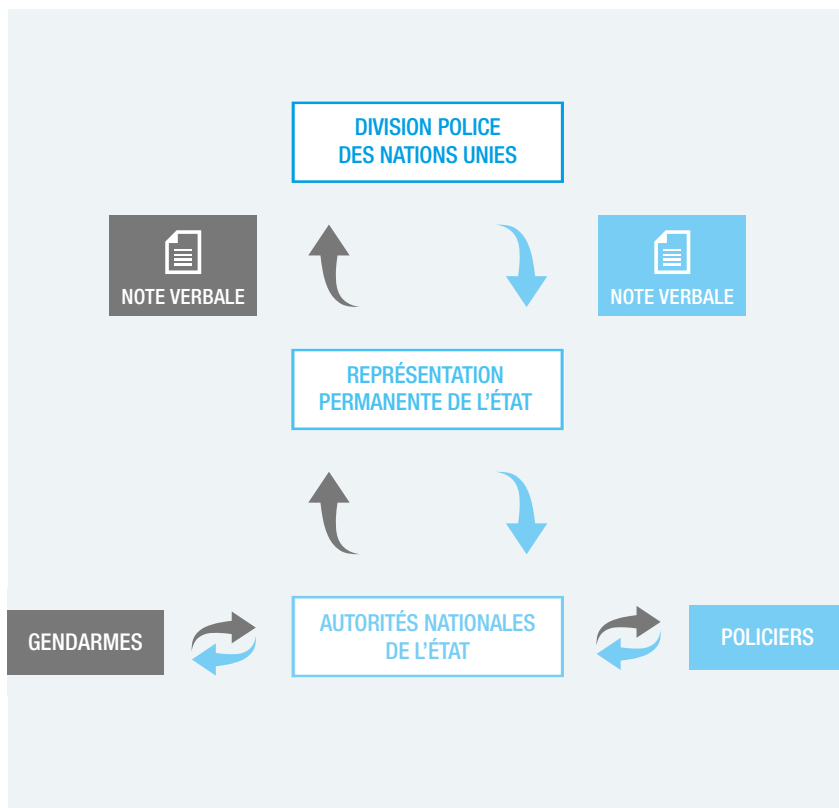 DIVISION POLICE
DES NATIONS UNIES
NOTE VERBALE
NOTE VERBALE
REPRÉSENTATION
PERMANENTE DE L'ÉTAT
GENDARMES
AUTORITÉS NATIONALES
DE L'ÉTAT
POLICIERS